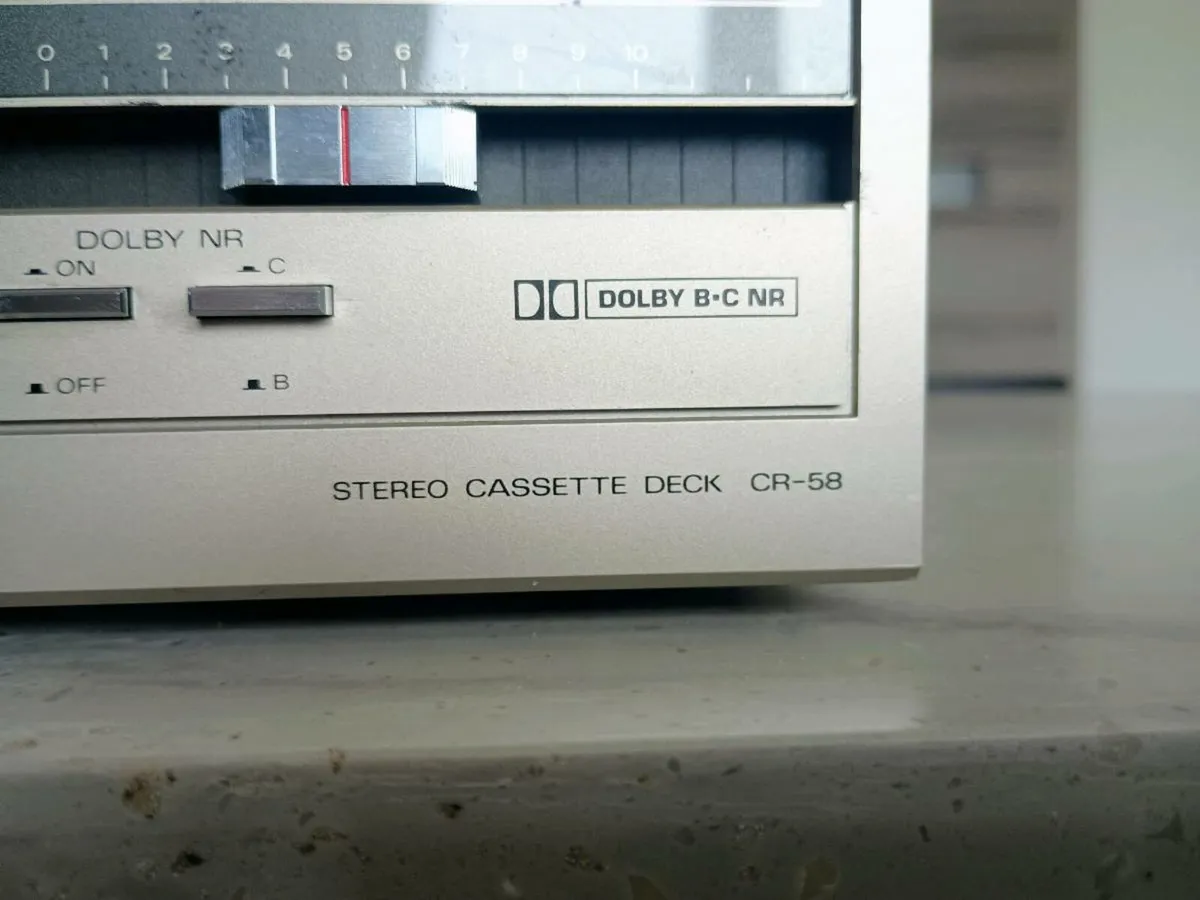 0 1 2 3 4 5 6 7 8 9 10
DOLBY NR
ON C
DOLBY B·C NR
OFF B
STEREO CASSETTE DECK CR-58